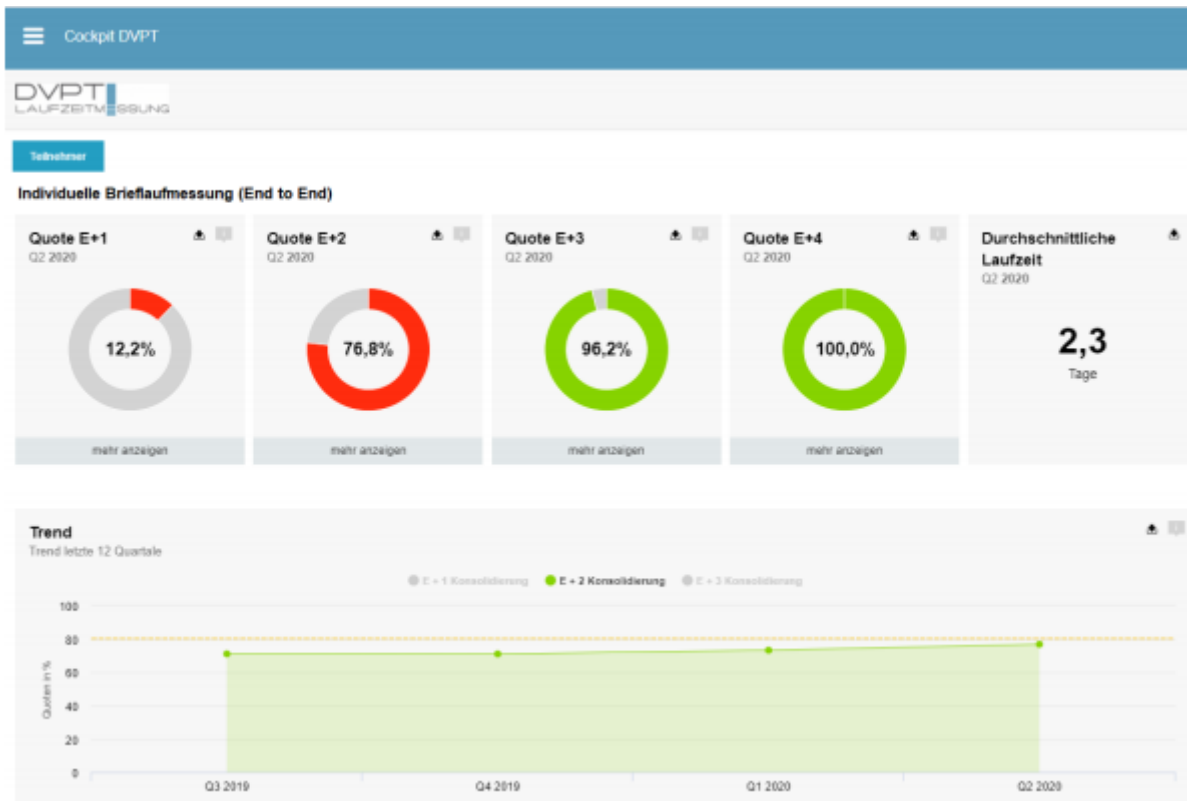 Cockpit DVPT
DVPT
LAUFZEITMESSUNG
Teilnehmer
Individuelle Brieflaufmessung (End to End)
Quote E+1
Q2 2020
12,2%
mehr anzeigen
Quote E+2
Q2 2020
76,8%
mehr anzeigen
Quote E+3
Q2 2020
96,2%
mehr anzeigen
Quote E+4
Q2 2020
100,0%
mehr anzeigen
Durchschnittliche
Laufzeit
Q2 2020
2,3
Tage
Trend
Trend letzte 12 Quartale
E + 1 Konsolidierung E + 2 Konsolidierung E + 3 Konsolidierung
Quoten in %
100
80
60
40
20
0
Q3 2019 Q4 2019 Q1 2020 Q2 2020